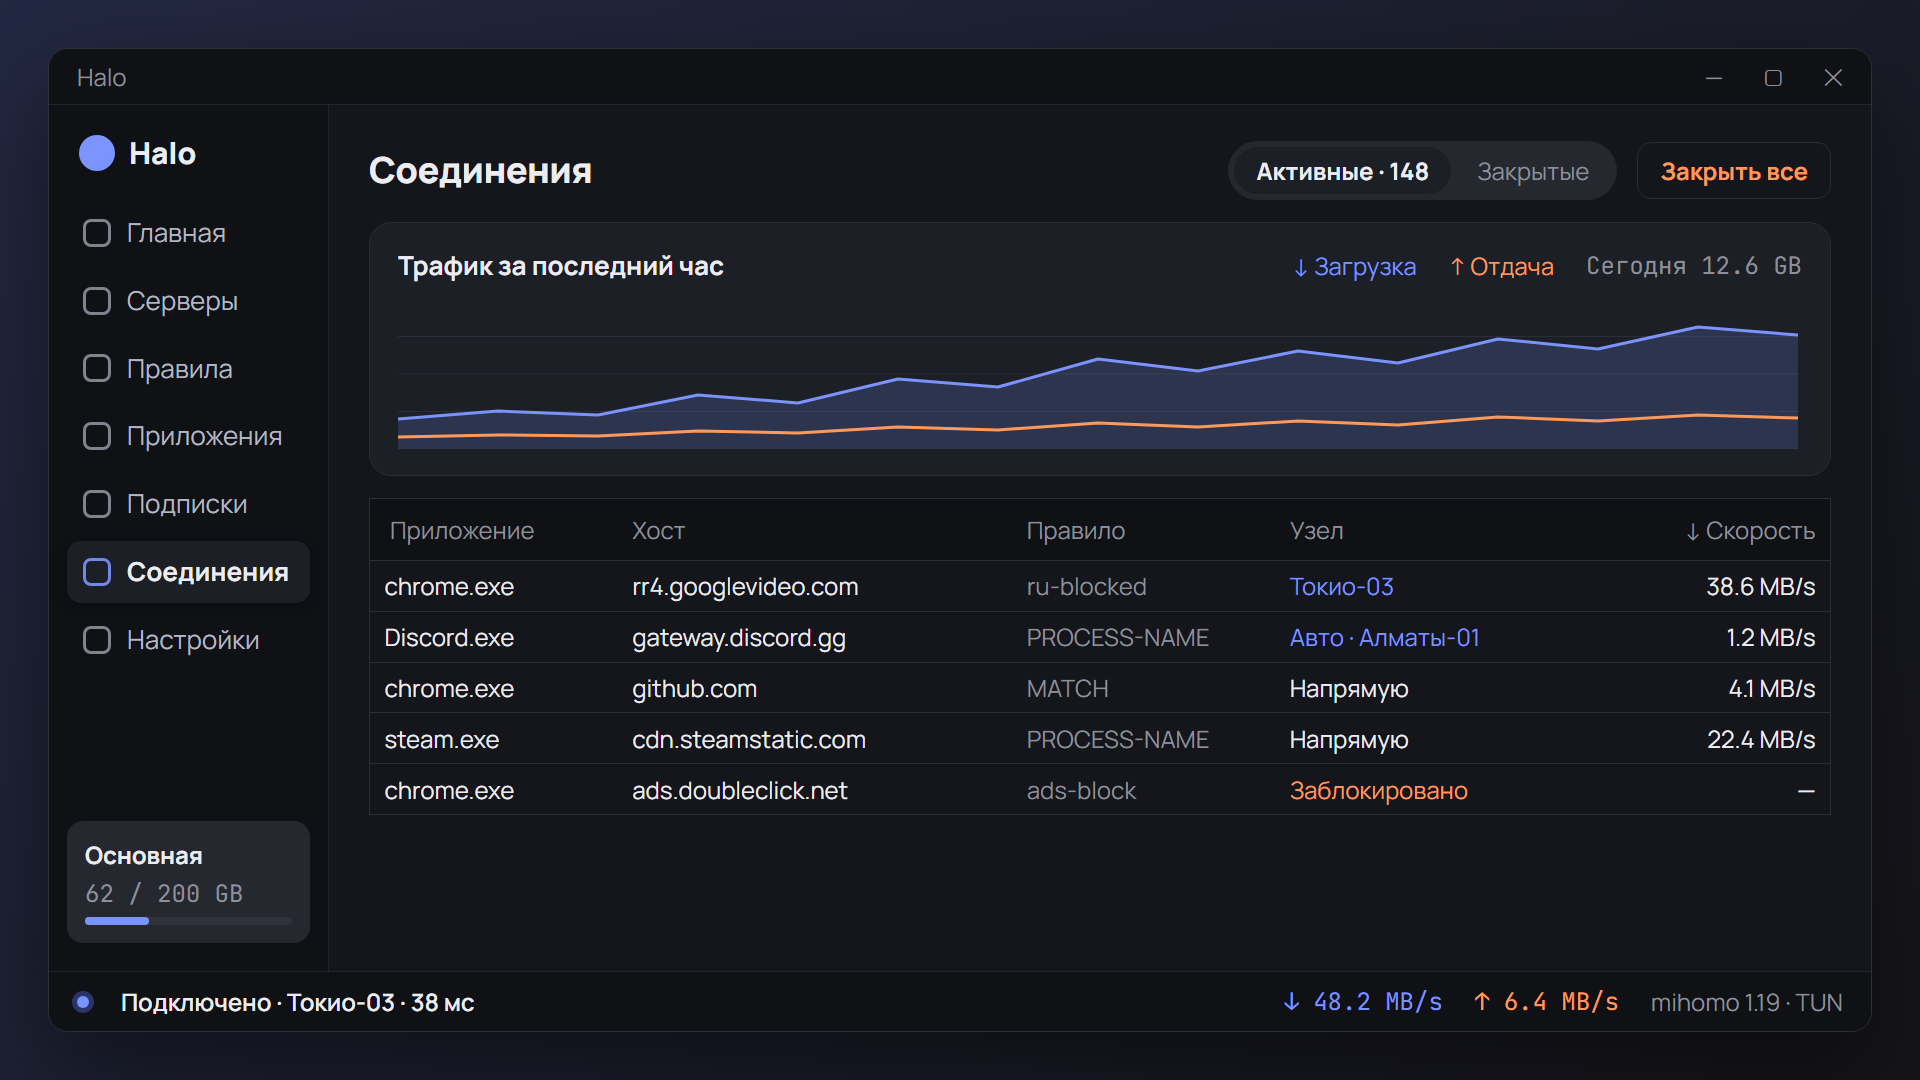 Halo
Halo
Главная
Серверы
Правила
Приложения
Подписки
Соединения
Настройки
Основная
62 / 200 GB
Соединения
Активные · 148
Закрытые
Закрыть все
Трафик за последний час
↓ Загрузка ↑ Отдача Сегодня 12.6 GB
Приложение Хост Правило Узел ↓ Скорость
chrome.exe rr4.googlevideo.com ru-blocked Токио-03 38.6 MB/s
Discord.exe gateway.discord.gg PROCESS-NAME Авто · Алматы-01 1.2 MB/s
chrome.exe github.com MATCH Напрямую 4.1 MB/s
steam.exe cdn.steamstatic.com PROCESS-NAME Напрямую 22.4 MB/s
chrome.exe ads.doubleclick.net ads-block Заблокировано —
Подключено · Токио-03 · 38 мс
↓ 48.2 MB/s ↑ 6.4 MB/s mihomo 1.19 · TUN